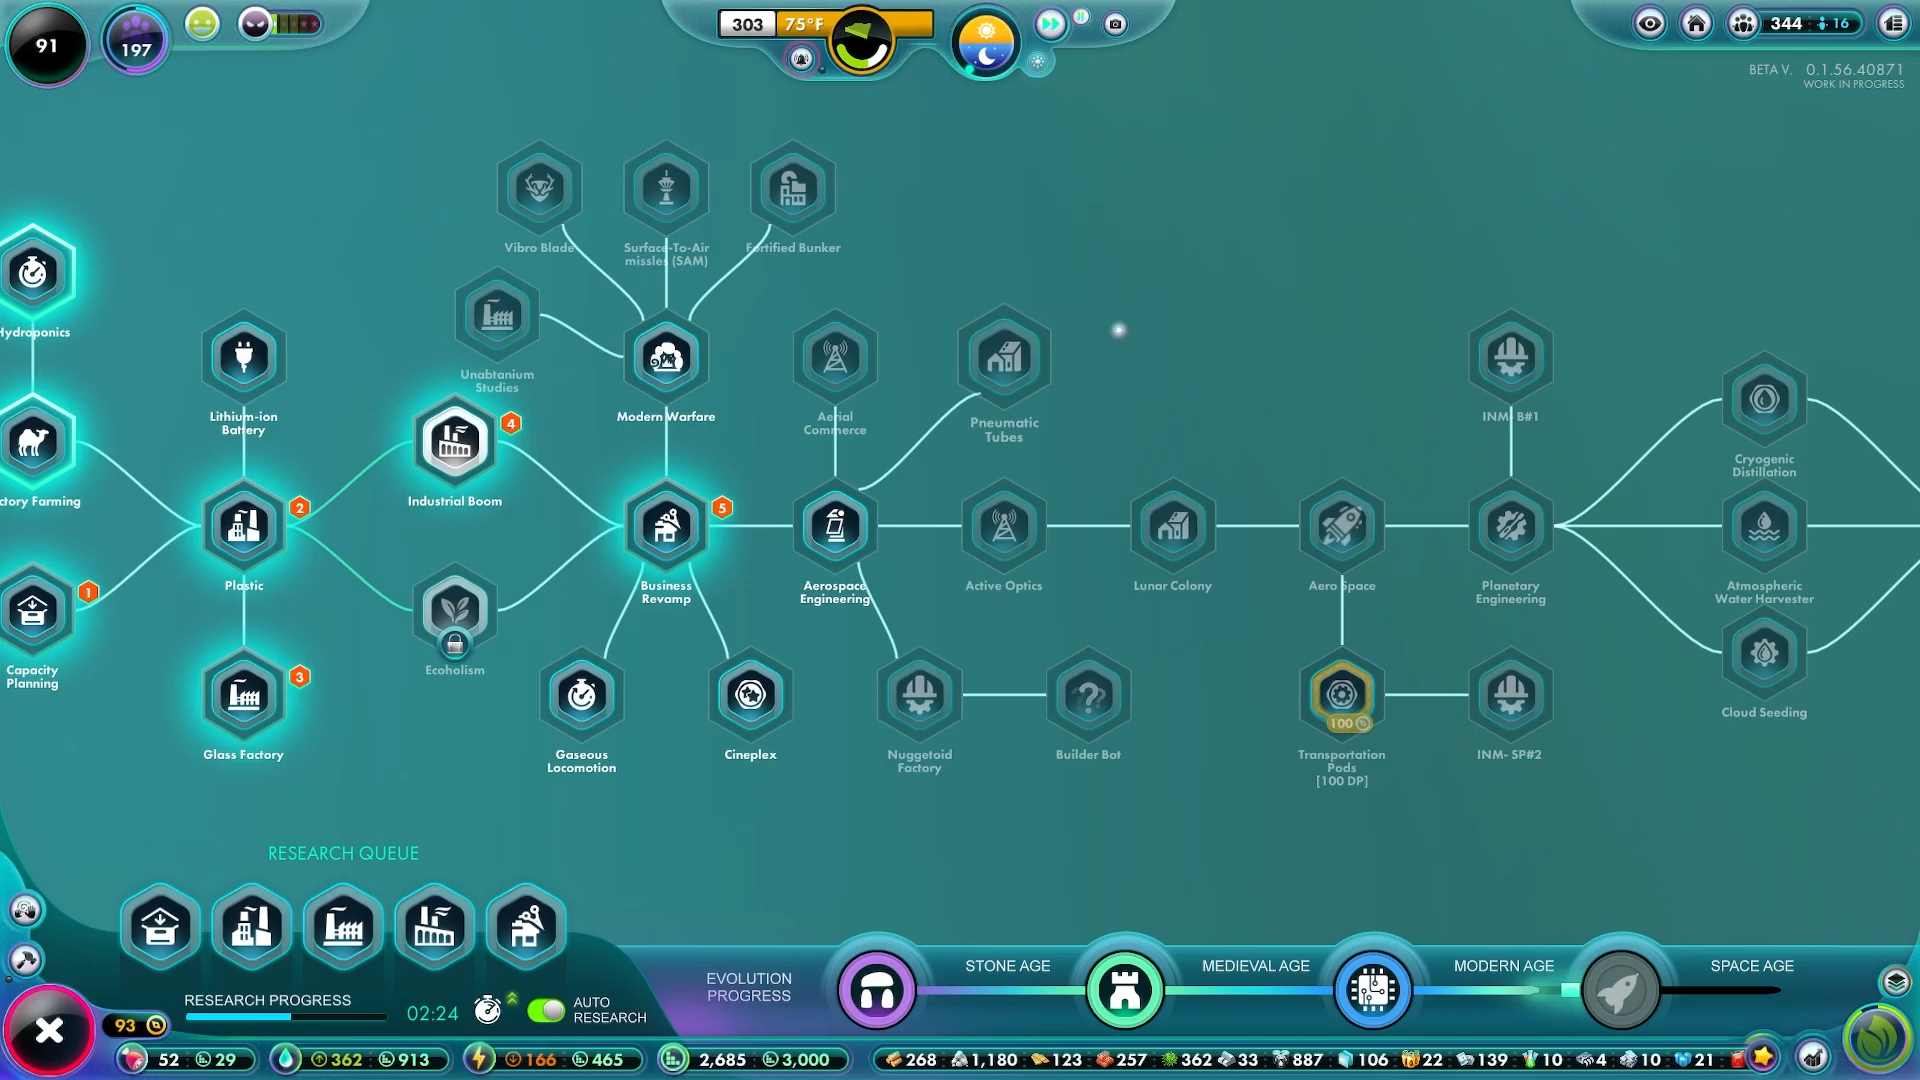 91
197
303
75°F
344
16
BETA V. 0.1.56.40871
WORK IN PROGRESS
Vibro Blade
Surface-To-Air
missles (SAM)
Fortified Bunker
Hydroponics
Unabtanium
Studies
Lithium-ion
Battery
4
Modern Warfare
Aerial
Commerce
Pneumatic
Tubes
INM- B#1
Cryogenic
Distillation
ctory Farming
2
Industrial Boom
5
1
Plastic
Business
Revamp
Aerospace
Engineering
Active Optics
Lunar Colony
Aero Space
Planetary
Engineering
Atmospheric
Water Harvester
Capacity
Planning
3
Ecoholism
100
Cloud Seeding
Glass Factory
Gaseous
Locomotion
Cineplex
Nuggetoid
Factory
Builder Bot
Transportation
Pods
[100 DP]
INM- SP#2
RESEARCH QUEUE
RESEARCH PROGRESS
02:24
AUTO
RESEARCH
EVOLUTION
PROGRESS
STONE AGE
MEDIEVAL AGE
MODERN AGE
SPACE AGE
93
52 29 362 913 166 465 2,685 3,000 268 1,180 123 257 362 33 887 106 22 139 10 4 10 21